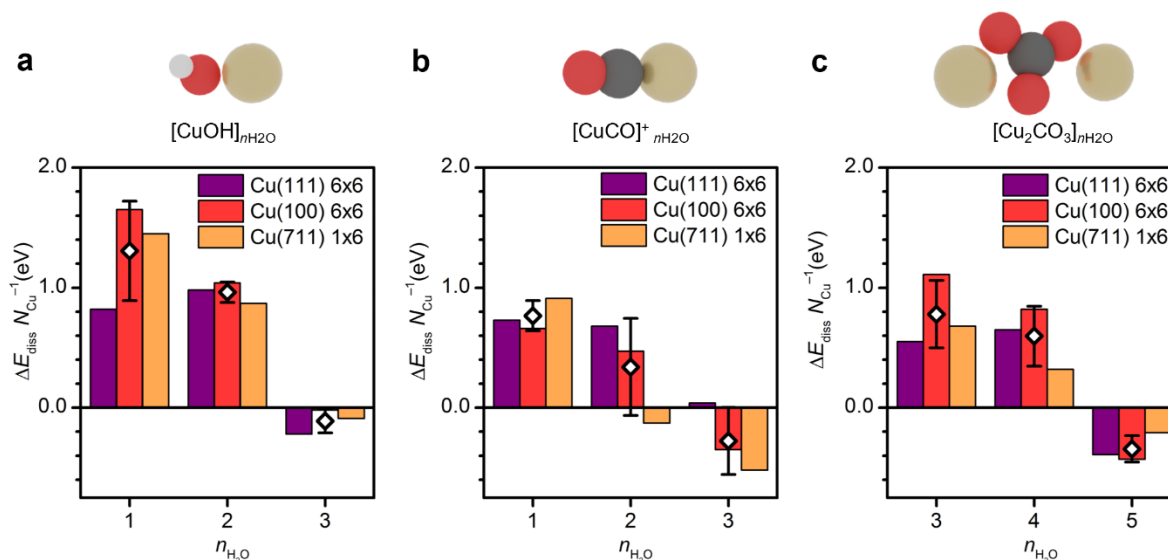 a
b
c
[CuOH]nH2O
[CuCO]+ nH2O
[Cu2CO3]nH2O
2.0
1.0
0.0
ΔEdiss NCu−1(eV)
Cu(111) 6x6
Cu(100) 6x6
Cu(711) 1x6
1 2 3
nH2O
2.0
1.0
0.0
ΔEdiss NCu−1(eV)
Cu(111) 6x6
Cu(100) 6x6
Cu(711) 1x6
1 2 3
nH2O
2.0
1.0
0.0
ΔEdiss NCu−1(eV)
Cu(111) 6x6
Cu(100) 6x6
Cu(711) 1x6
3 4 5
nH2O